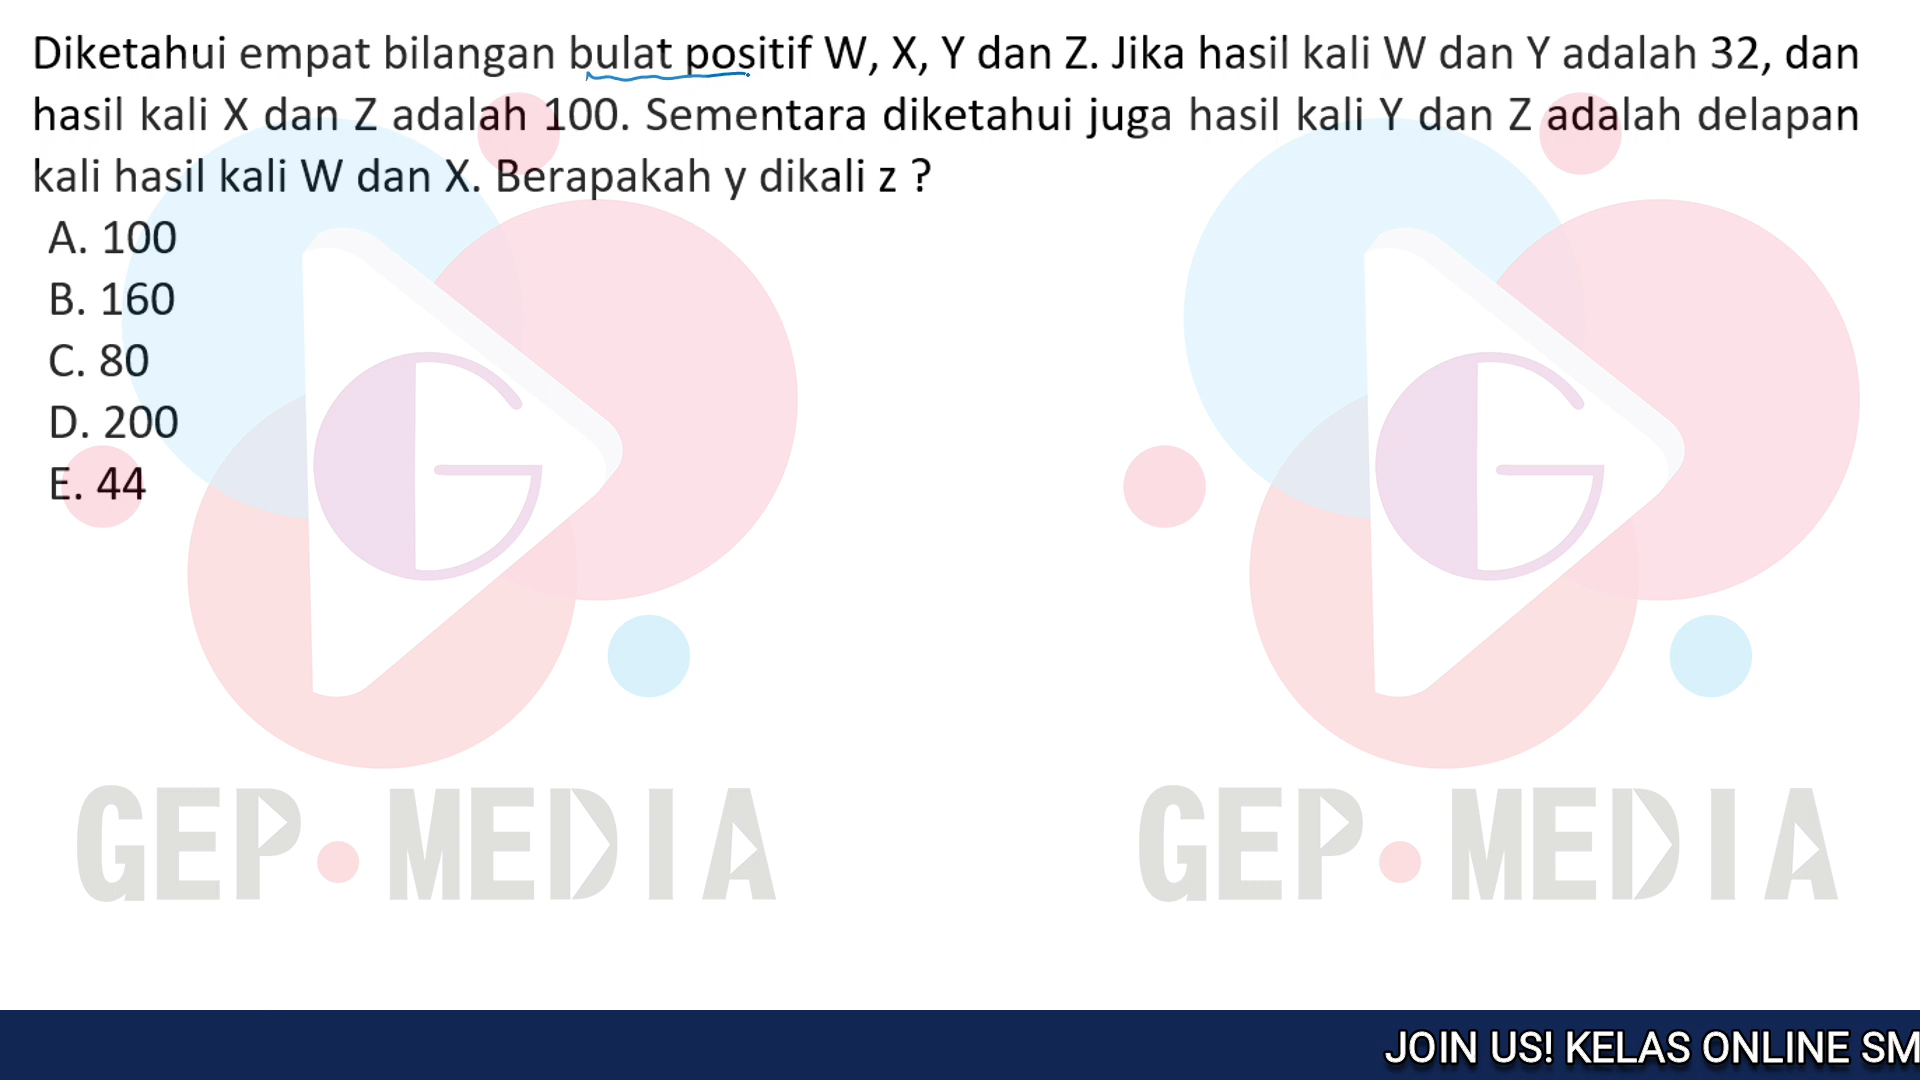 Diketahui empat bilangan bulat positif W, X, Y dan Z. Jika hasil kali W dan Y adalah 32, dan
hasil kali X dan Z adalah 100. Sementara diketahui juga hasil kali Y dan Z adalah delapan
kali hasil kali W dan X. Berapakah y dikali z ?
A. 100
B. 160
C. 80
D. 200
E. 44
GEP MEDIA
GEP MEDIA
JOIN US! KELAS ONLINE SM